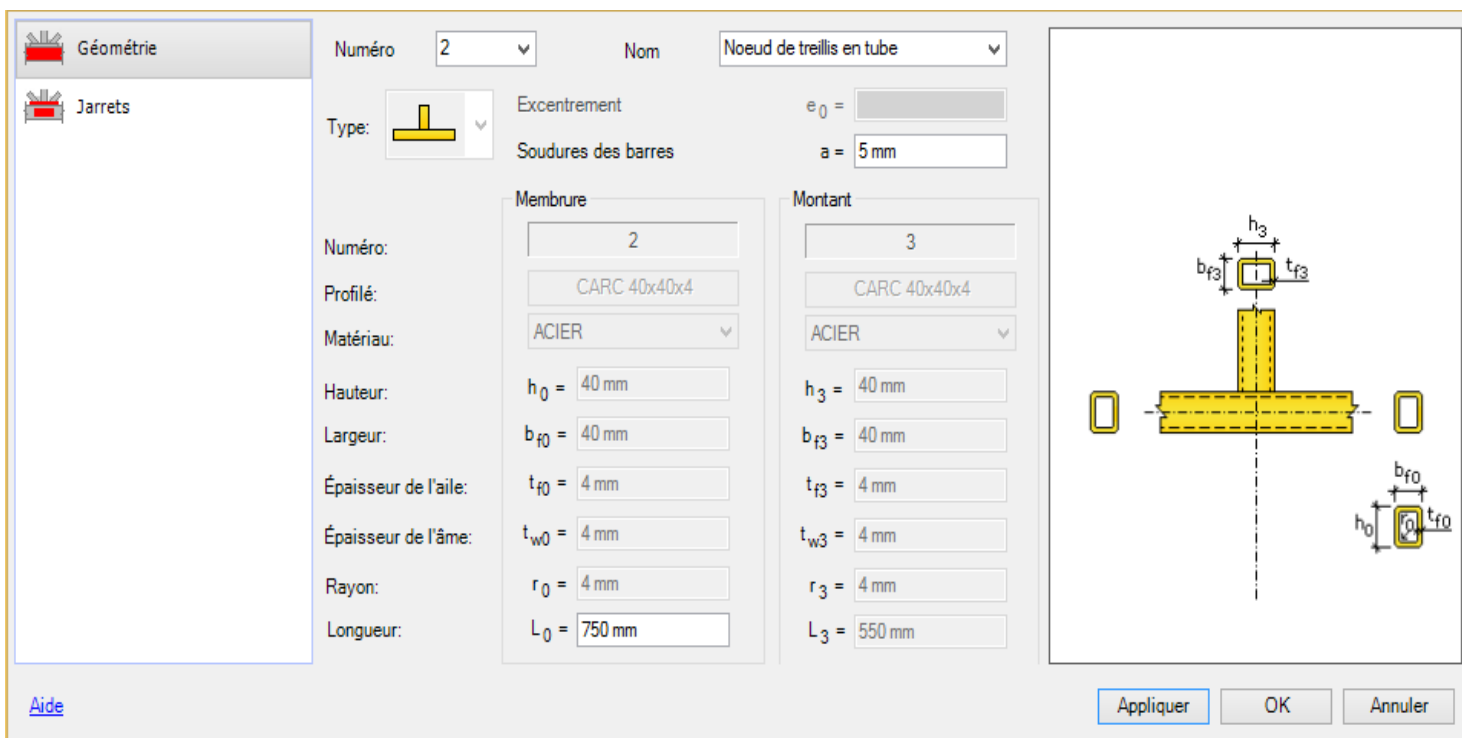 Géométrie
Jarrets
Numéro 2 Nom Noeud de treillis en tube
Type:
Excentrement e0 =
Soudures des barres a = 5 mm
Membrure Montant
Numéro: 2 3
Profilé: CARC 40x40x4 CARC 40x40x4
Matériau: ACIER ACIER
Hauteur: h0 = 40 mm h3 = 40 mm
Largeur: bf0 = 40 mm bf3 = 40 mm
Épaisseur de l'aile: tf0 = 4 mm tf3 = 4 mm
Épaisseur de l'âme: tw0 = 4 mm tw3 = 4 mm
Rayon: r0 = 4 mm r3 = 4 mm
Longueur: L0 = 750 mm L3 = 550 mm
h3
bf3 tf3
bf0
h0 r0 tf0
Aide
Appliquer OK Annuler